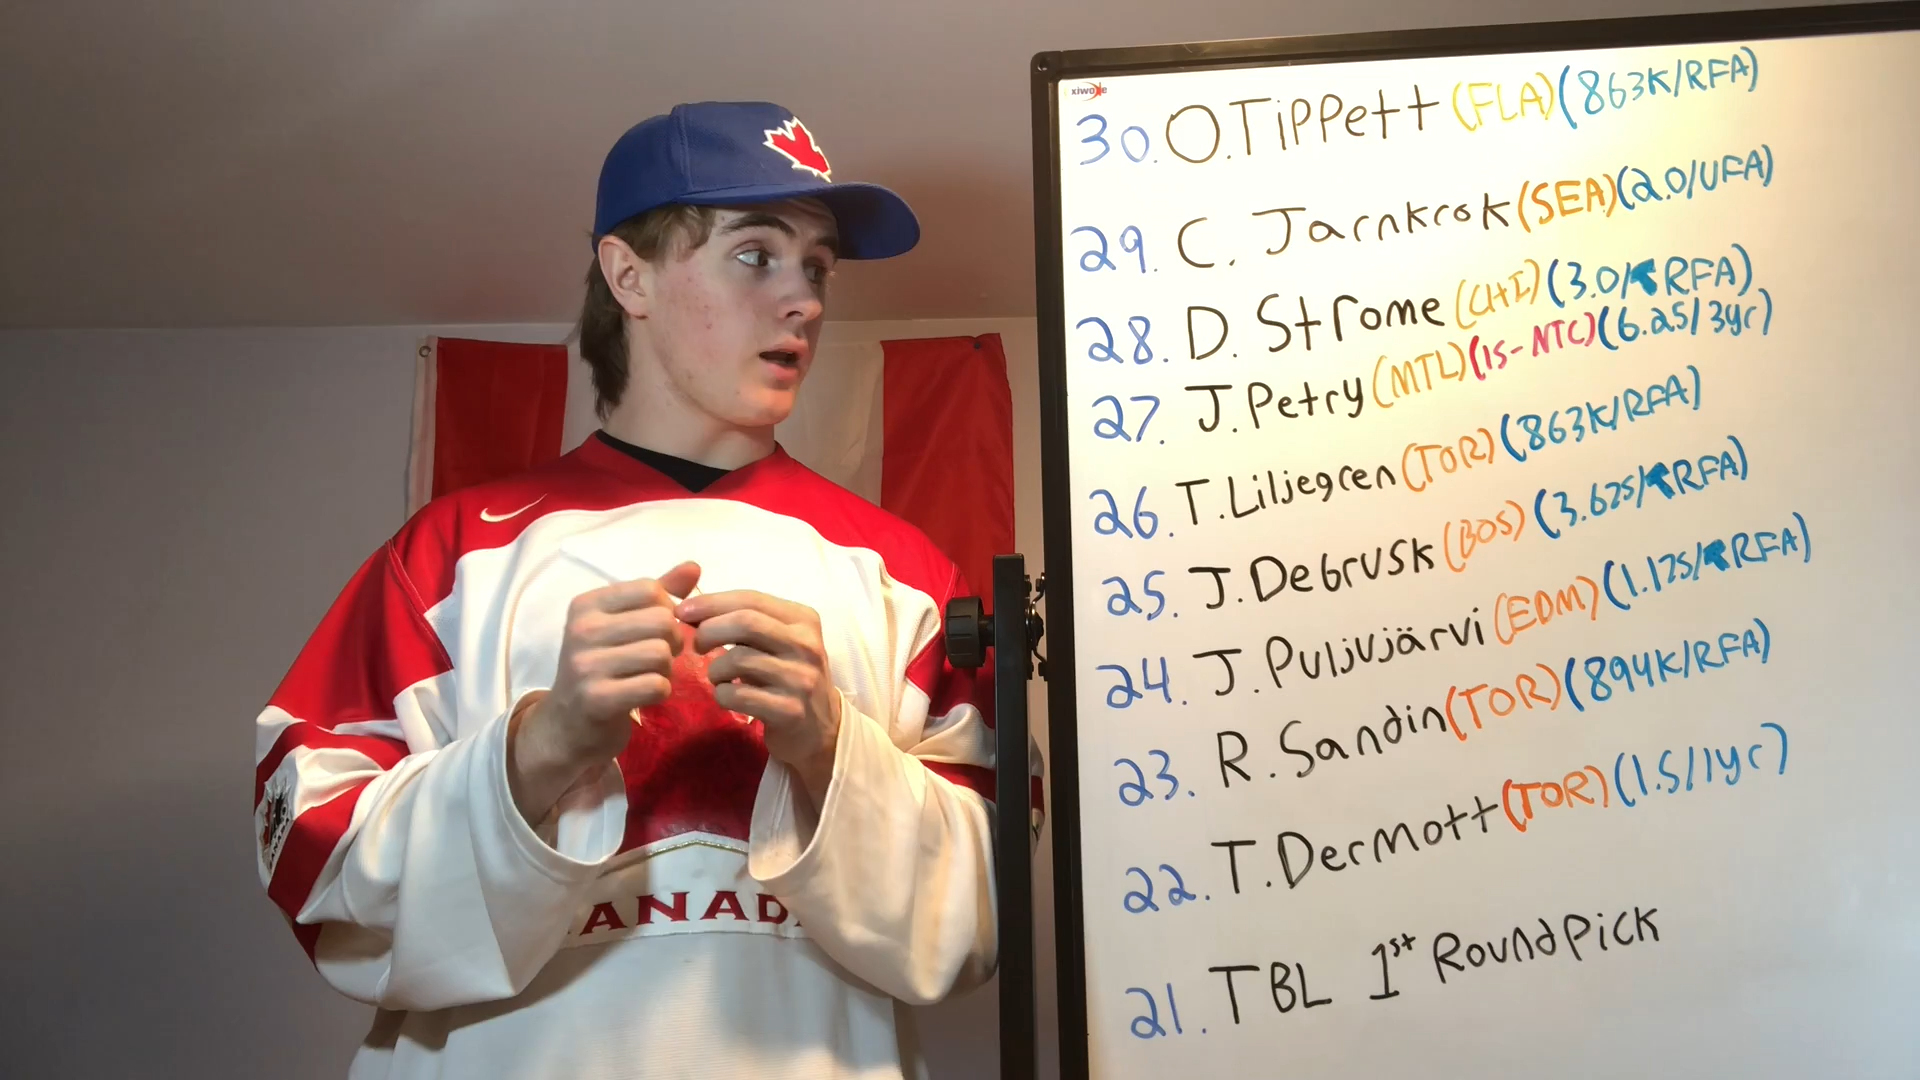 xiwode
30. O.Tippett (FLA) (863K/RFA)
29. C. Jarnkrok (SEA) (2.0/UFA)
28. D. Strome (CHI) (3.0/RFA)
27. J. Petry (MTL) (15-NTC) (6.25/3yr)
26. T. Liljegren (TOR) (863K/RFA)
25. J. Debrusk (BOS) (3.625/RFA)
24. J. Puljujärvi (EDM) (1.175/RFA)
23. R. Sandin (TOR) (894K/RFA)
22. T. Dermott (TOR) (1.5/1yr)
21. TBL 1st Round Pick
ANADA